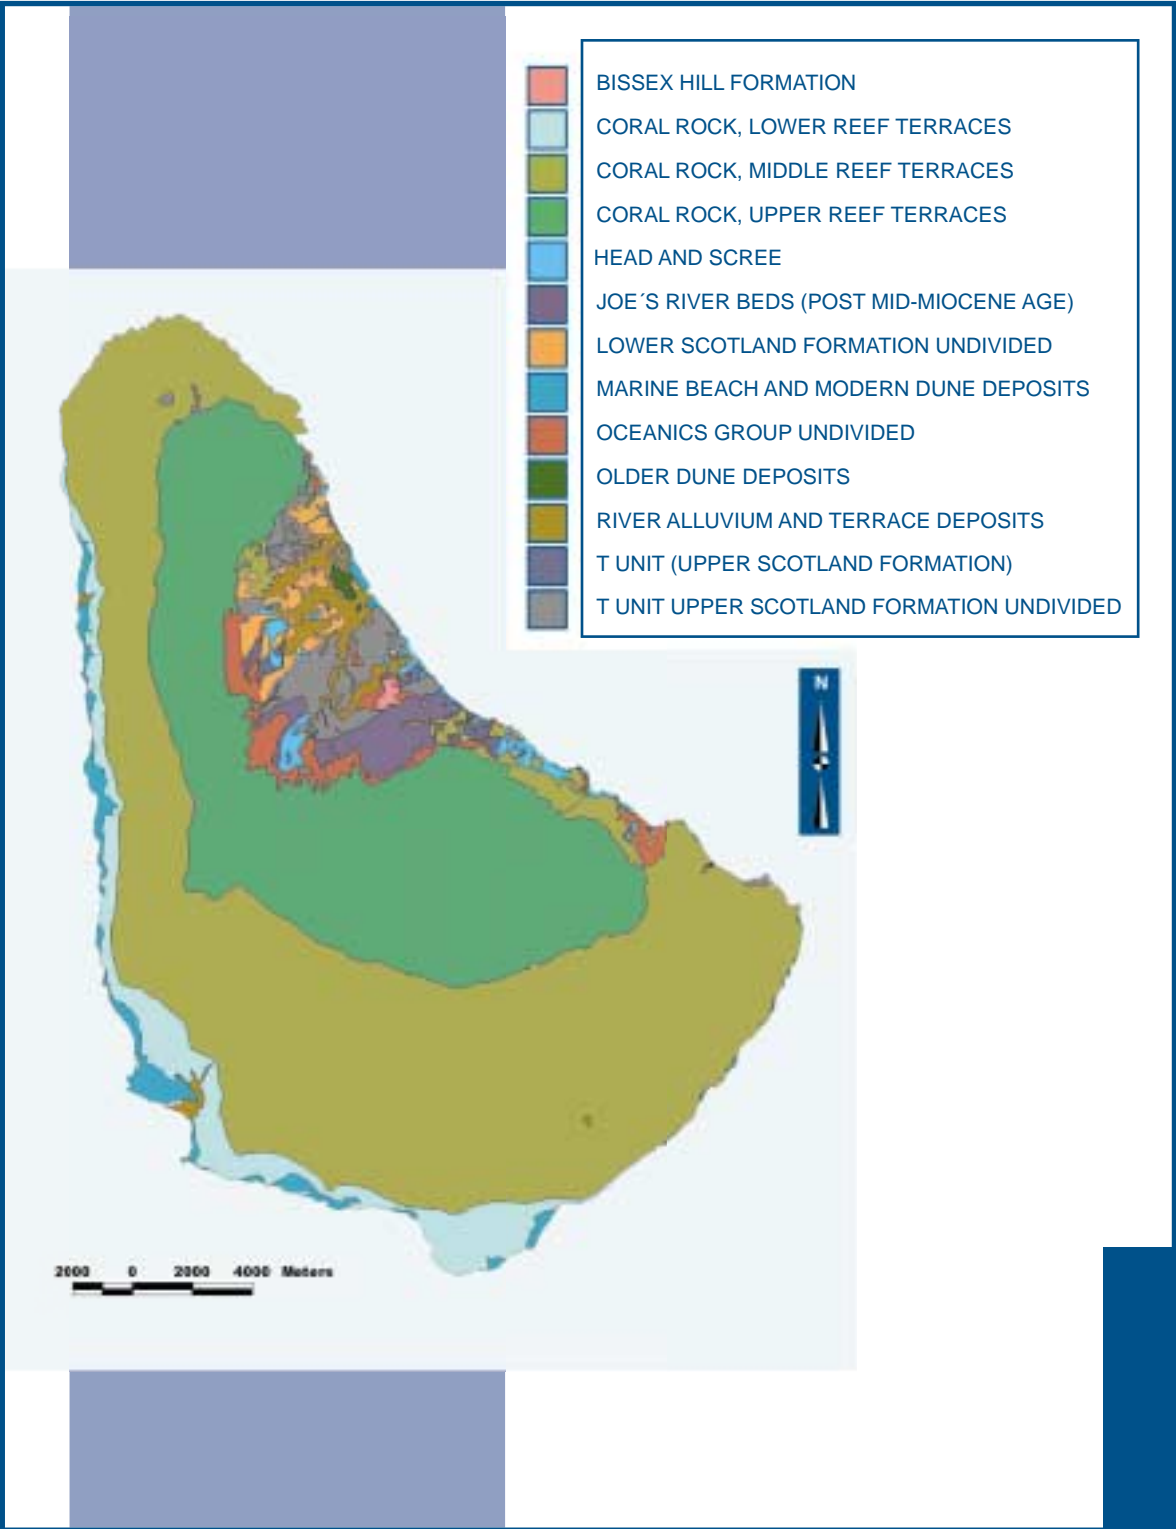 BISSEX HILL FORMATION
CORAL ROCK, LOWER REEF TERRACES
CORAL ROCK, MIDDLE REEF TERRACES
CORAL ROCK, UPPER REEF TERRACES
HEAD AND SCREE
JOE´S RIVER BEDS (POST MID-MIOCENE AGE)
LOWER SCOTLAND FORMATION UNDIVIDED
MARINE BEACH AND MODERN DUNE DEPOSITS
OCEANICS GROUP UNDIVIDED
OLDER DUNE DEPOSITS
RIVER ALLUVIUM AND TERRACE DEPOSITS
T UNIT (UPPER SCOTLAND FORMATION)
T UNIT UPPER SCOTLAND FORMATION UNDIVIDED
N
2000 0 2000 4000 Meters